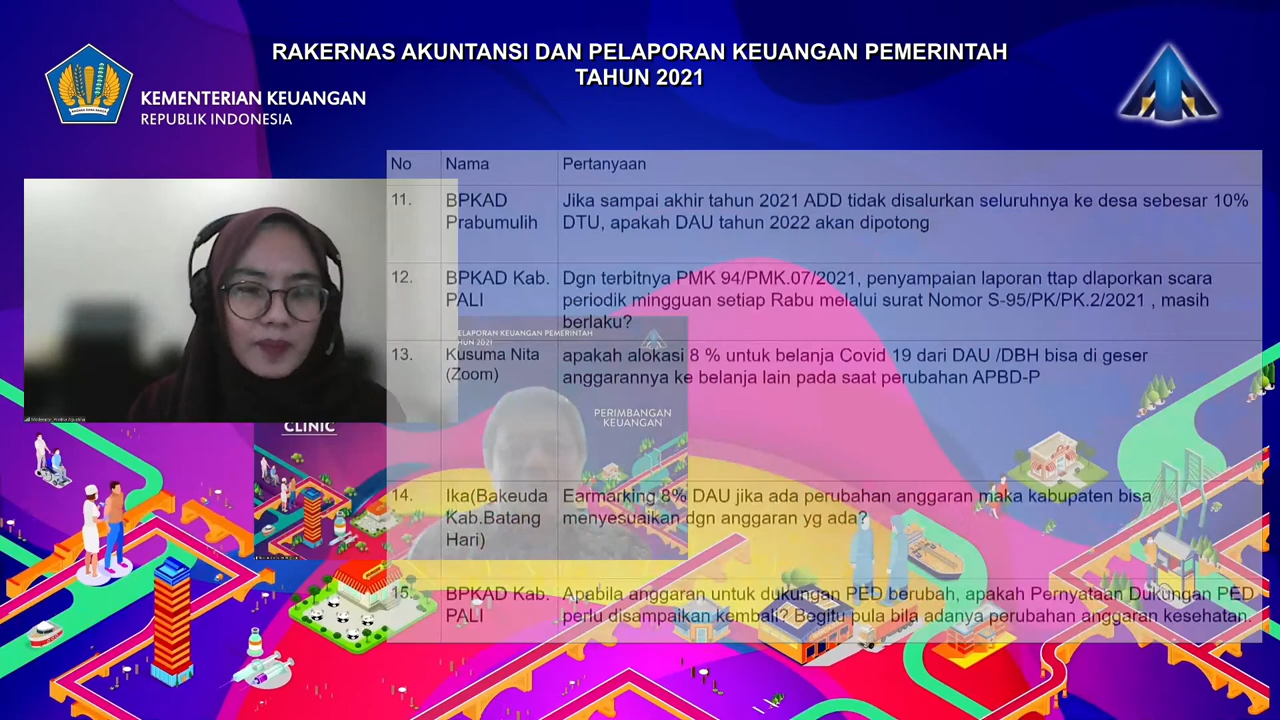 RAKERNAS AKUNTANSI DAN PELAPORAN KEUANGAN PEMERINTAH
TAHUN 2021
KEMENTERIAN KEUANGAN
REPUBLIK INDONESIA
No Nama Pertanyaan
11. BPKAD Jika sampai akhir tahun 2021 ADD tidak disalurkan seluruhnya ke desa sebesar 10%
Prabumulih DTU, apakah DAU tahun 2022 akan dipotong
12. BPKAD Kab. Dgn terbitnya PMK 94/PMK.07/2021, penyampaian laporan ttap dlaporkan scara
PALI periodik mingguan setiap Rabu melalui surat Nomor S-95/PK/PK.2/2021 , masih
berlaku?
13. Kusuma Nita apakah alokasi 8 % untuk belanja Covid 19 dari DAU /DBH bisa di geser
(Zoom) anggarannya ke belanja lain pada saat perubahan APBD-P
14. Ika(Bakeuda Earmarking 8% DAU jika ada perubahan anggaran maka kabupaten bisa
Kab.Batang menyesuaikan dgn anggaran yg ada?
Hari)
15. BPKAD Kab. Apabila anggaran untuk dukungan PED berubah, apakah Pernyataan Dukungan PED
PALI perlu disampaikan kembali? Begitu pula bila adanya perubahan anggaran kesehatan.
ELAPORAN KEUANGAN PEMERINTAH
HUN 2021
PERIMBANGAN
KEUANGAN
CLINIC